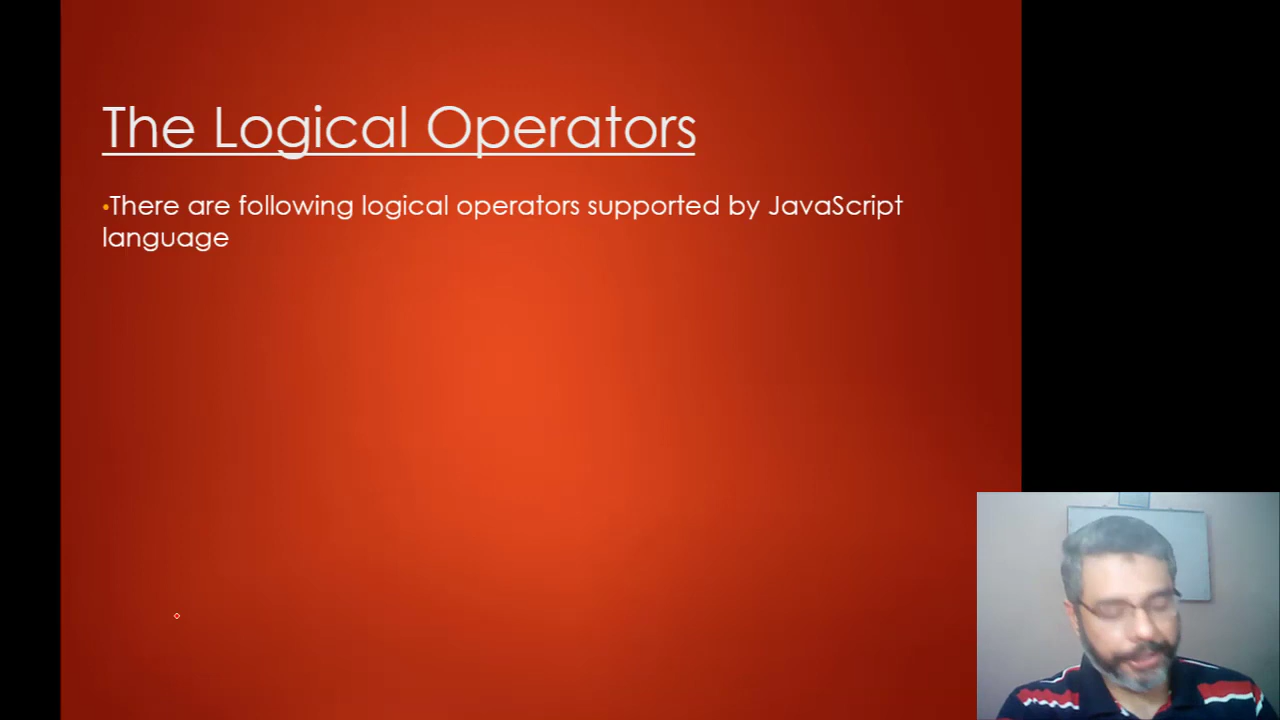 The Logical Operators
•There are following logical operators supported by JavaScript
language